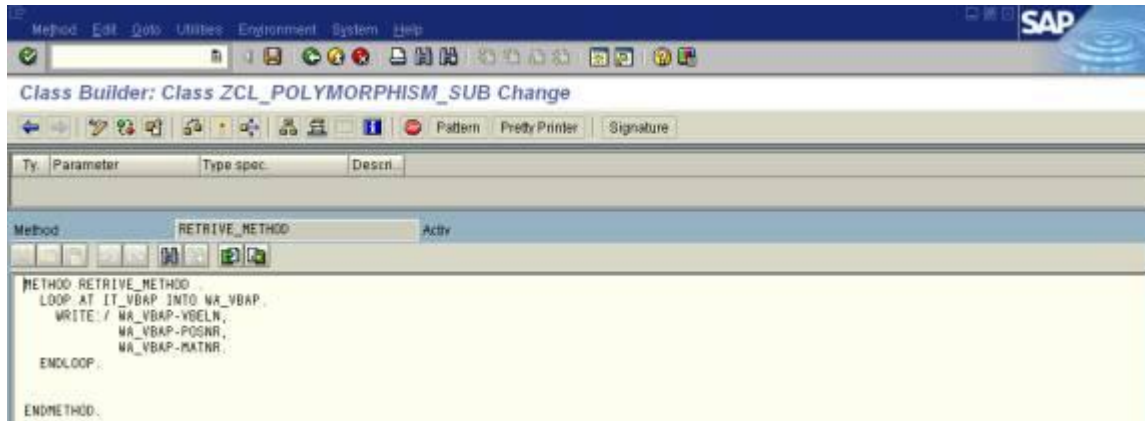 Method Edit Goto Utilities Environment System Help
SAP
Class Builder: Class ZCL_POLYMORPHISM_SUB Change
Pattern Pretty Printer Signature
Ty. Parameter Type spec. Descri...
Method RETRIVE_METHOD Activ
METHOD RETRIVE_METHOD .
LOOP AT IT_VBAP INTO WA_VBAP.
WRITE:/ WA_VBAP-VBELN,
WA_VBAP-POSNR,
WA_VBAP-MATNR.
ENDLOOP.
ENDMETHOD.